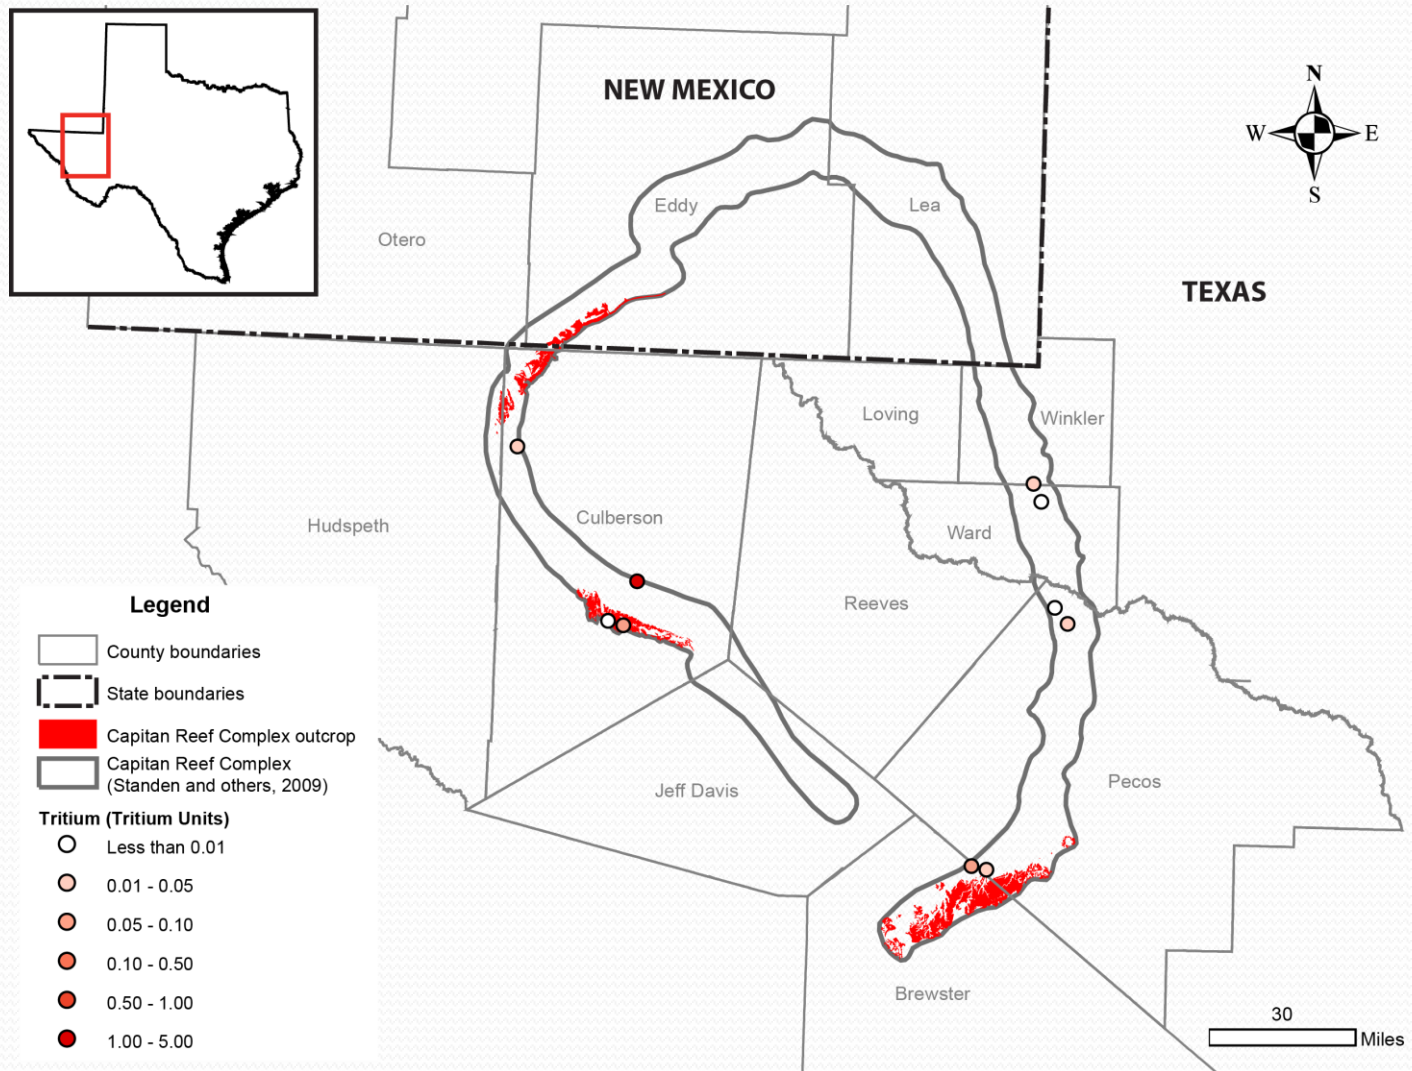 NEW MEXICO
N
W E
S
Eddy
Lea
Otero
TEXAS
Loving
Winkler
Hudspeth
Culberson
Ward
Reeves
Legend
County boundaries
State boundaries
Capitan Reef Complex outcrop
Capitan Reef Complex
(Standen and others, 2009)
Tritium (Tritium Units)
Less than 0.01
0.01 - 0.05
0.05 - 0.10
0.10 - 0.50
0.50 - 1.00
1.00 - 5.00
Jeff Davis
Pecos
Brewster
30
Miles